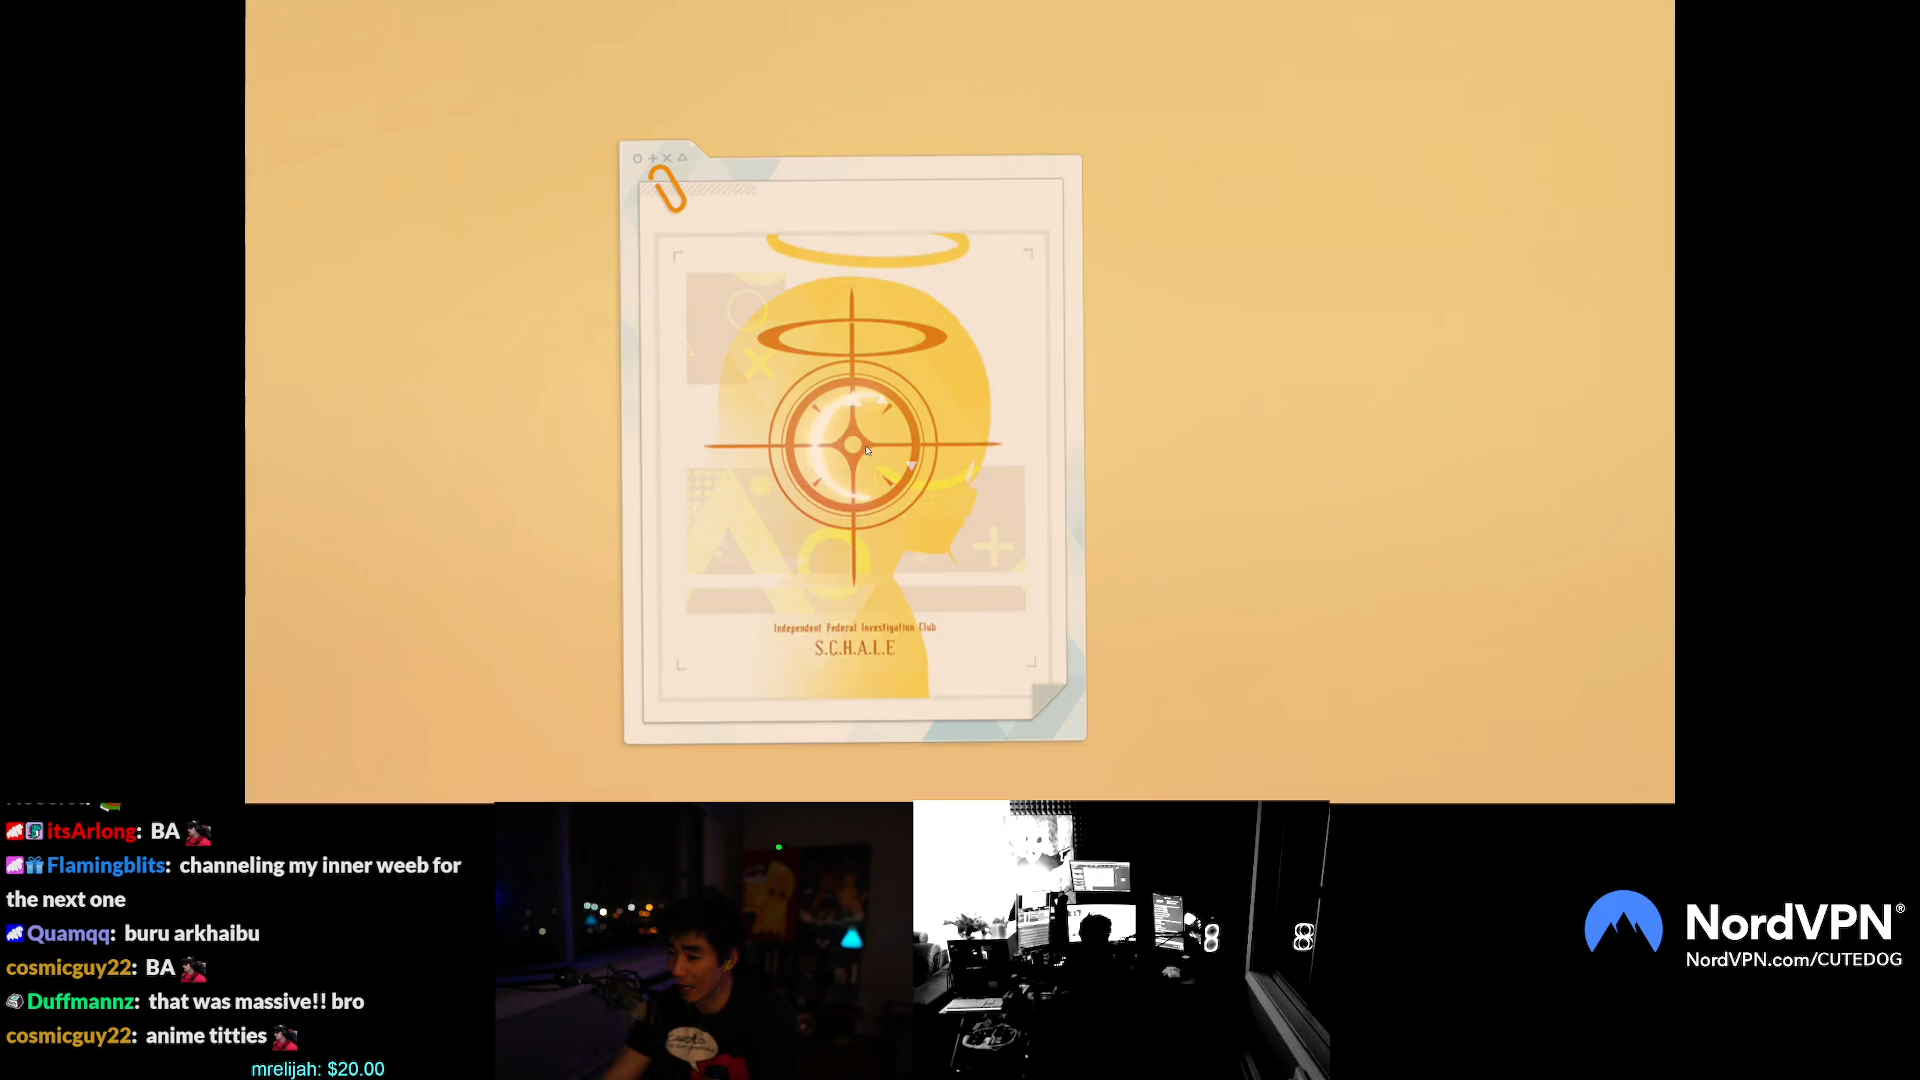 Independent Federal Investigation Club
S.C.H.A.L.E
itsArlong: BA
Flamingblits: channeling my inner weeb for
the next one
Quamqq: buru arkhaibu
cosmicguy22: BA
Duffmannz: that was massive!! bro
cosmicguy22: anime titties
mrelijah: $20.00
NordVPN®
NordVPN.com/CUTEDOG